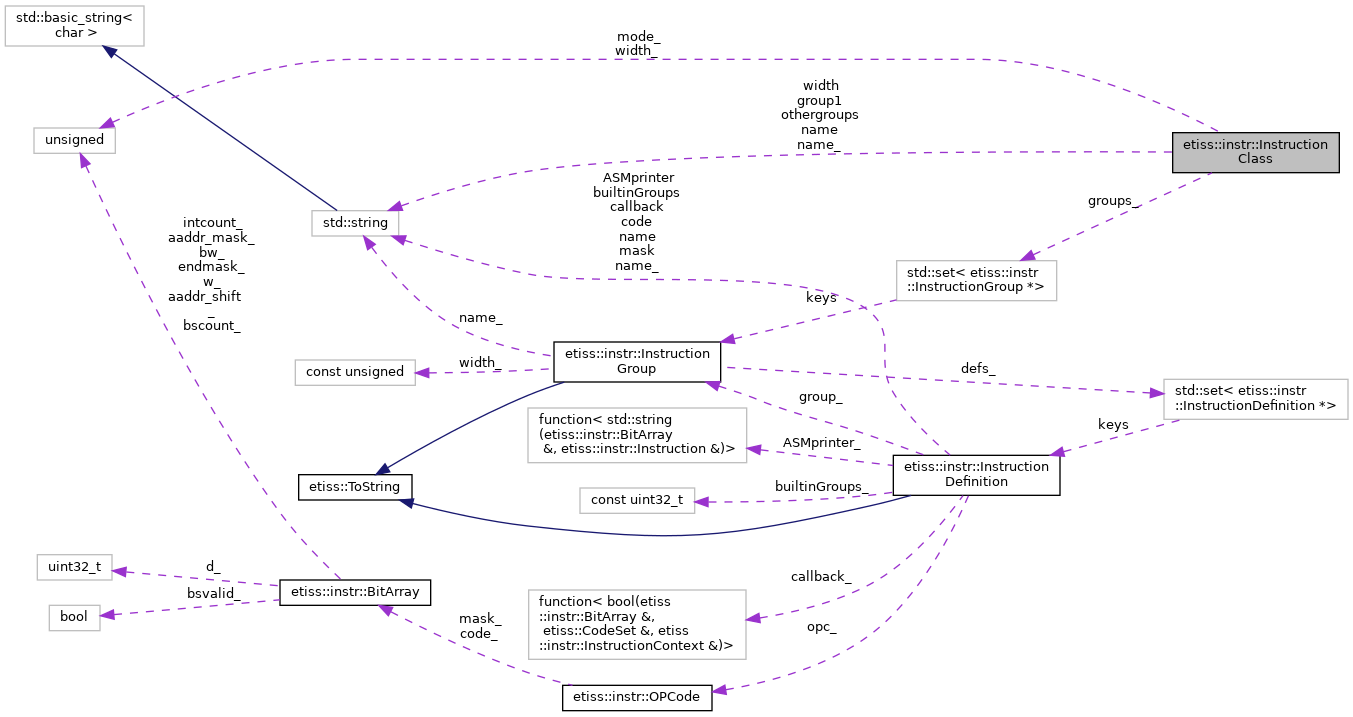 std::basic_string<
char >
mode_
width_
width
group1
othergroups
name
name_
unsigned
etiss::instr::Instruction
Class
ASMprinter
builtinGroups
callback
code
name
mask
name_
groups_
std::string
intcount_
aaddr_mask_
bw_
endmask_
w_
aaddr_shift
_
bscount_
std::set< etiss::instr
::InstructionGroup *>
keys
name_
etiss::instr::Instruction
Group
const unsigned
width_
defs_
std::set< etiss::instr
::InstructionDefinition *>
group_
keys
function< std::string
(etiss::instr::BitArray
&, etiss::instr::Instruction &)>
ASMprinter_
etiss::instr::Instruction
Definition
etiss::ToString
const uint32_t
builtinGroups_
uint32_t
d_
etiss::instr::BitArray
bsvalid_
bool
callback_
function< bool(etiss
::instr::BitArray &,
etiss::CodeSet &, etiss
::instr::InstructionContext &)>
mask_
code_
opc_
etiss::instr::OPCode